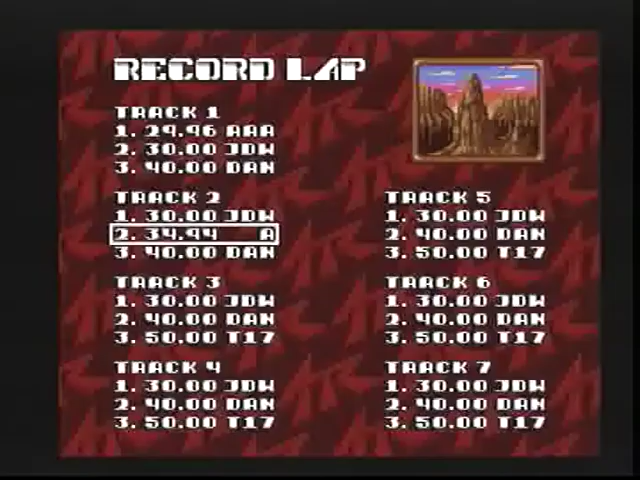 RECORD LAP
TRACK 1
1. 29.96 AAA
2. 30.00 JDW
3. 40.00 DAN
TRACK 2
1. 30.00 JDW
2. 34.94 A
3. 40.00 DAN
TRACK 3
1. 30.00 JDW
2. 40.00 DAN
3. 50.00 T17
TRACK 4
1. 30.00 JDW
2. 40.00 DAN
3. 50.00 T17
TRACK 5
1. 30.00 JDW
2. 40.00 DAN
3. 50.00 T17
TRACK 6
1. 30.00 JDW
2. 40.00 DAN
3. 50.00 T17
TRACK 7
1. 30.00 JDW
2. 40.00 DAN
3. 50.00 T17